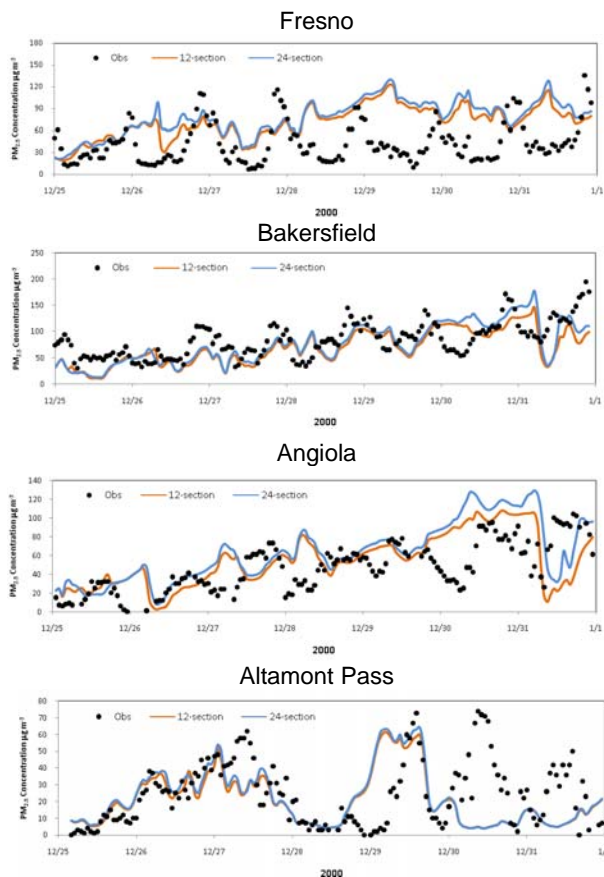 Fresno
PM2.5 Concentration µg m-3
180
150
120
90
60
30
0
Obs 12-section 24-section
12/25 12/26 12/27 12/28 12/29 12/30 12/31 1/1
2000
Bakersfield
PM2.5 Concentration µg m-3
250
200
150
100
50
0
Obs 12-section 24-section
12/25 12/26 12/27 12/28 12/29 12/30 12/31 1/1
2000
Angiola
PM2.5 Concentration µg m-3
140
120
100
80
60
40
20
0
Obs 12-section 24-section
12/25 12/26 12/27 12/28 12/29 12/30 12/31 1/1
2000
Altamont Pass
PM2.5 Concentration µg m-3
80
70
60
50
40
30
20
10
0
Obs 12-section 24-section
12/25 12/26 12/27 12/28 12/29 12/30 12/31 1/
2000